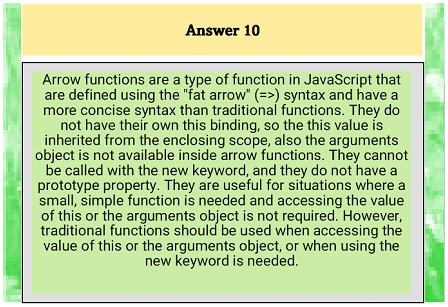 Answer 10
Arrow functions are a type of function in JavaScript that
are defined using the "fat arrow" (=>) syntax and have a
more concise syntax than traditional functions. They do
not have their own this binding, so the this value is
inherited from the enclosing scope, also the arguments
object is not available inside arrow functions. They cannot
be called with the new keyword, and they do not have a
prototype property. They are useful for situations where a
small, simple function is needed and accessing the value
of this or the arguments object is not required. However,
traditional functions should be used when accessing the
value of this or the arguments object, or when using the
new keyword is needed.